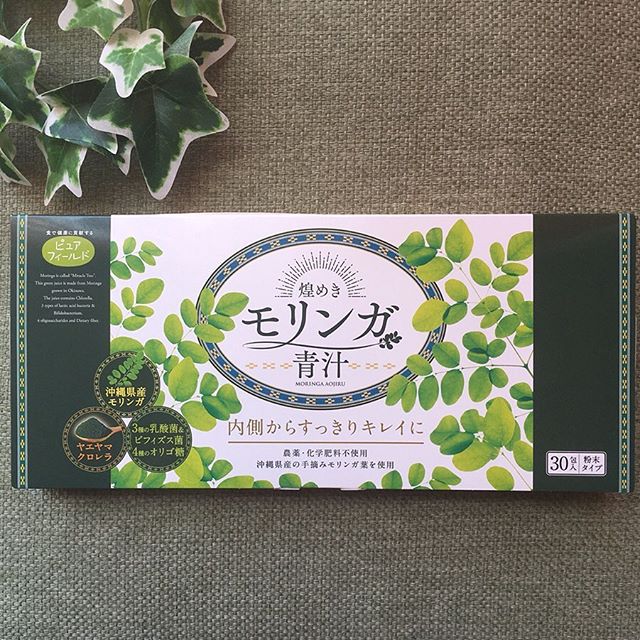 食で健康に貢献する
ピュア
フィールド
Moringa is called "Miracle Tree".
This green juice is made from Moringa
grown in Okinawa.
The juice contains Chlorella,
3 types of lactic acid bacteria &
Bifidobacterium,
4 oligosaccharides and Dietary fiber.
煌めき
モリンガ
青汁
MORINGA AOJIRU
沖縄県産
モリンガ
ヤエヤマ
クロレラ
3種の乳酸菌&
ビフィズス菌
4種のオリゴ糖
内側からすっきりキレイに
農薬・化学肥料不使用
沖縄県産の手摘みモリンガ葉を使用
30包入
粉末
タイプ